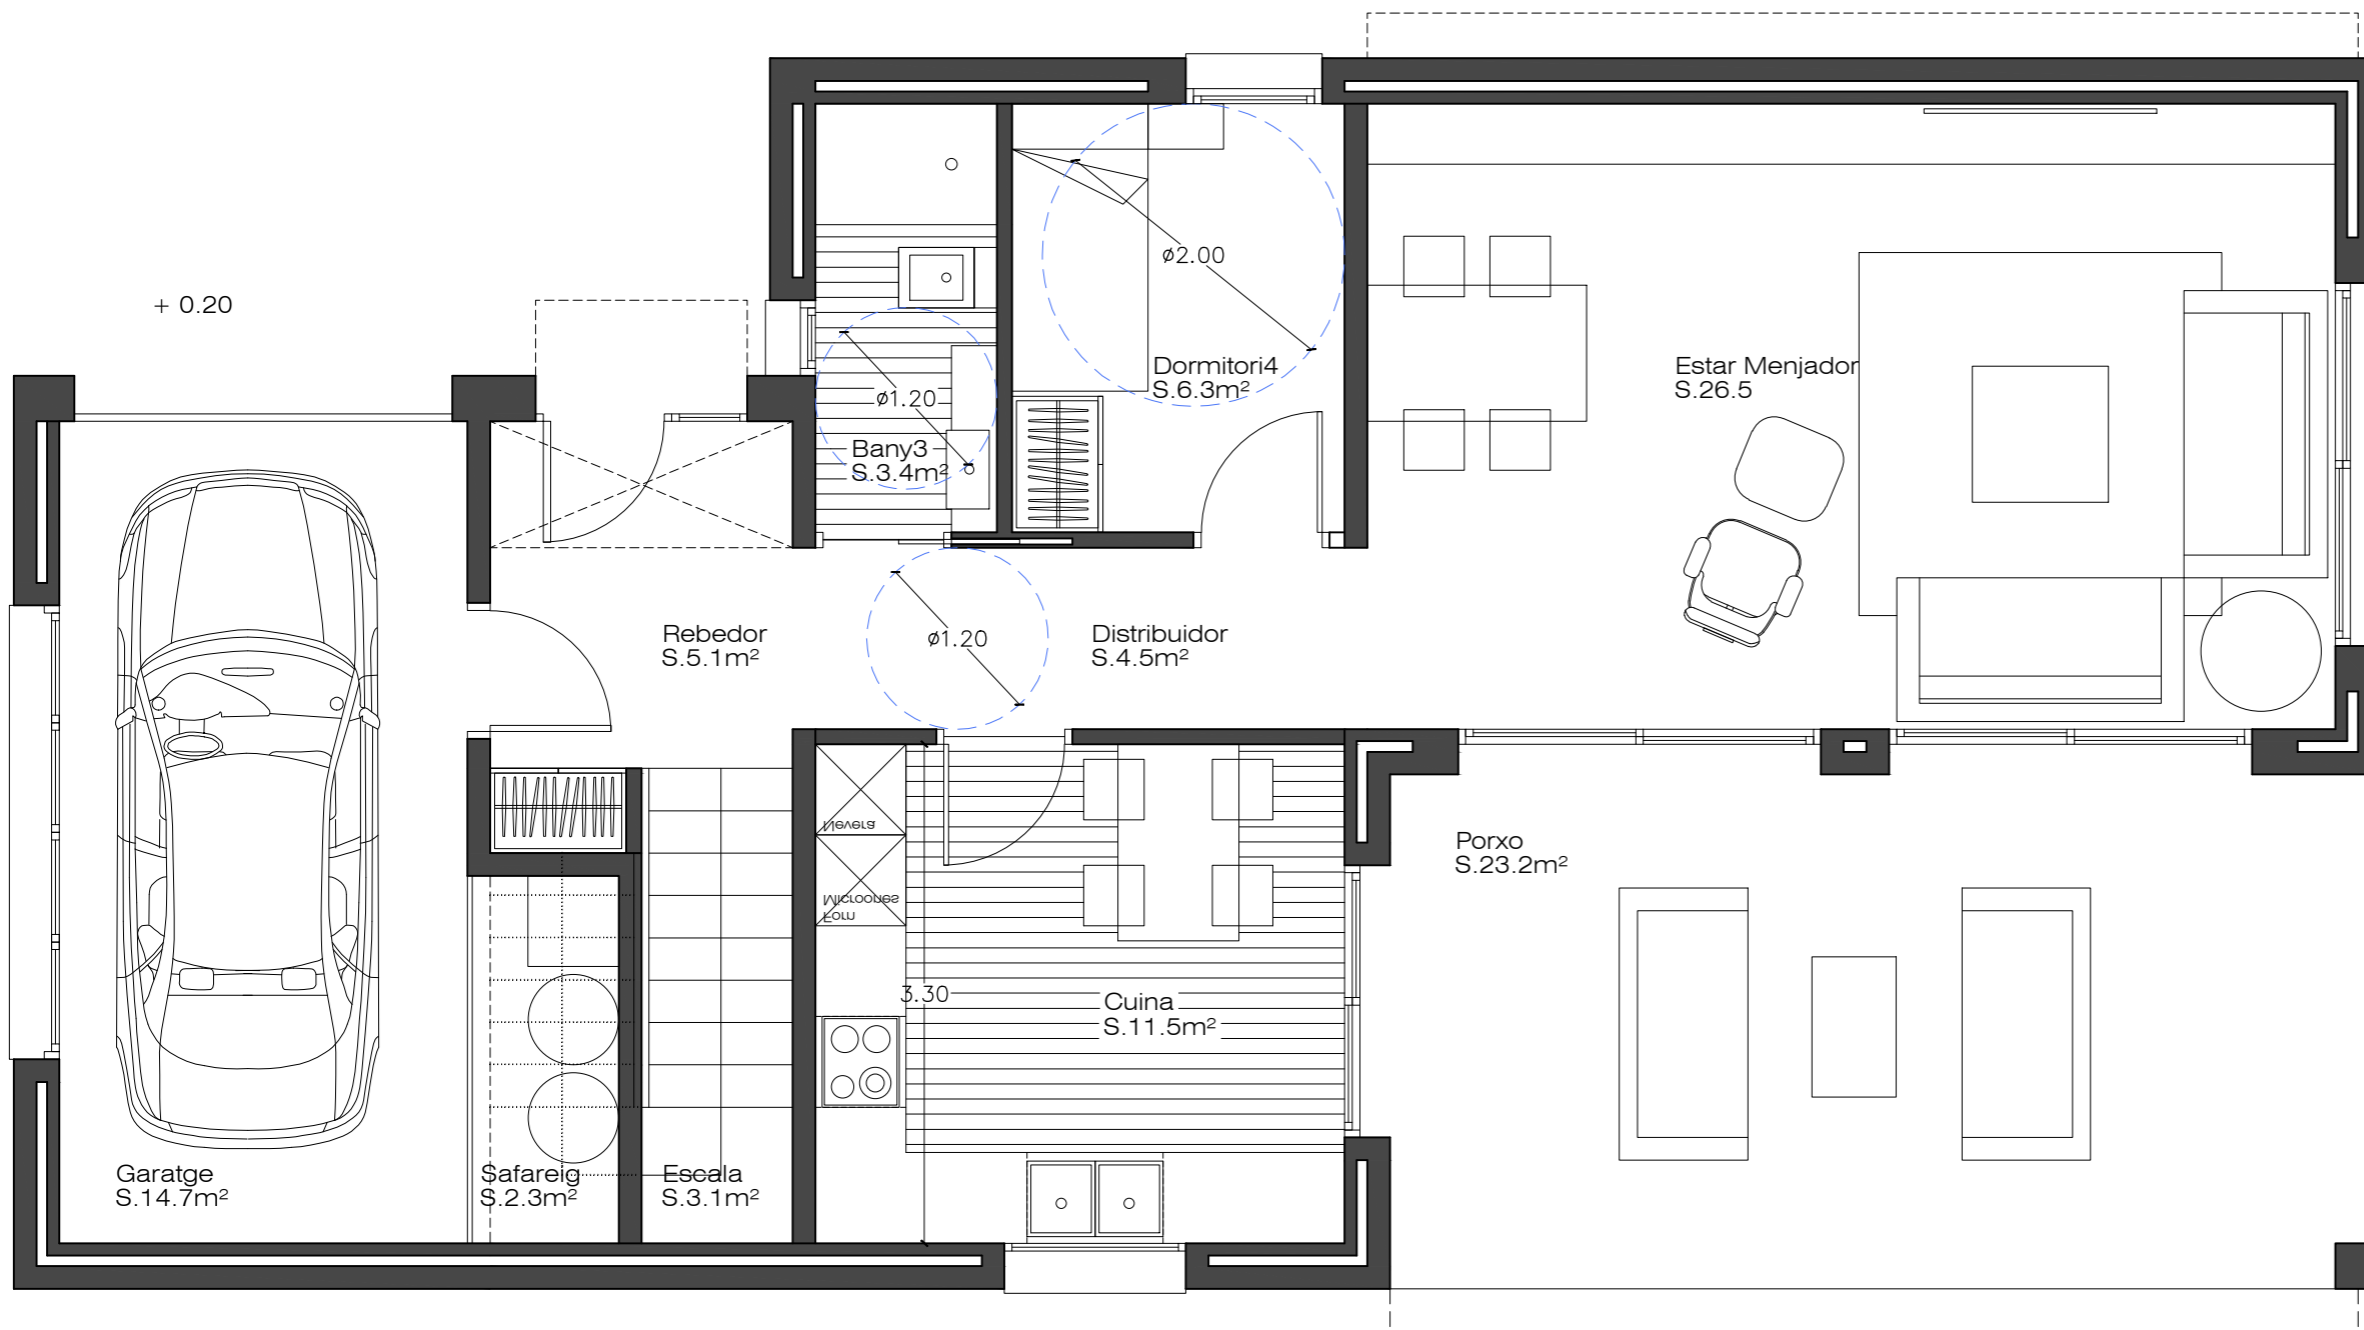 + 0.20
ø2.00
Dormitori4
S.6.3m²
Estar Menjador
S.26.5
ø1.20
Bany3
S.3.4m²
Rebedor
S.5.1m²
ø1.20
Distribuidor
S.4.5m²
Nevera
Microones
Forn
Porxo
S.23.2m²
3.30
Cuina
S.11.5m²
Garatge
S.14.7m²
Safareig
S.2.3m²
Escala
S.3.1m²